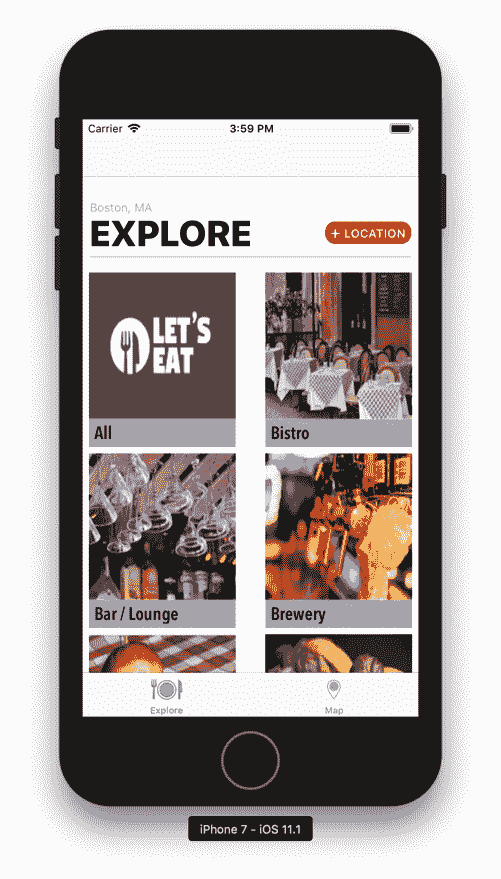 Carrier 3:59 PM
Boston, MA
EXPLORE
+ LOCATION
LET'S
EAT
All
Bistro
Bar / Lounge
Brewery
Explore
Map
iPhone 7 - iOS 11.1